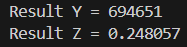 Result Y = 694651
Result Z = 0.248057